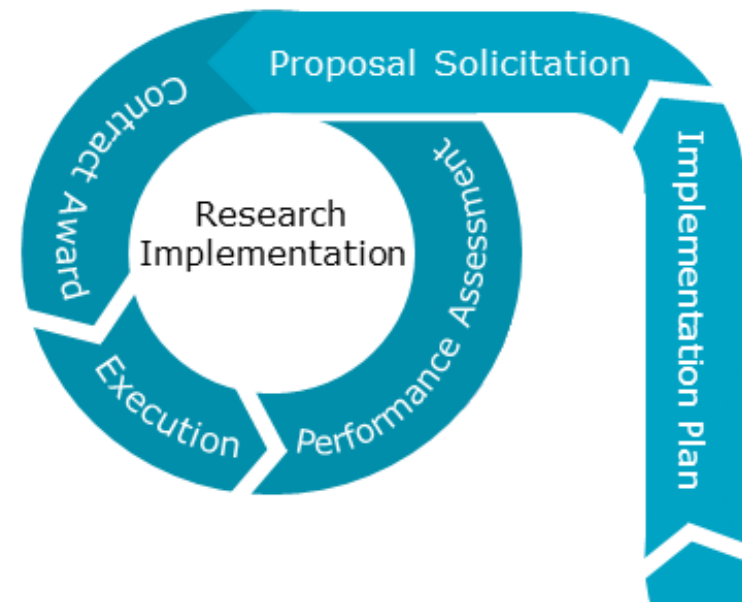 Proposal Solicitation
Contract Award
Research
Implementation
Performance Assessment
Execution
Implementation Plan